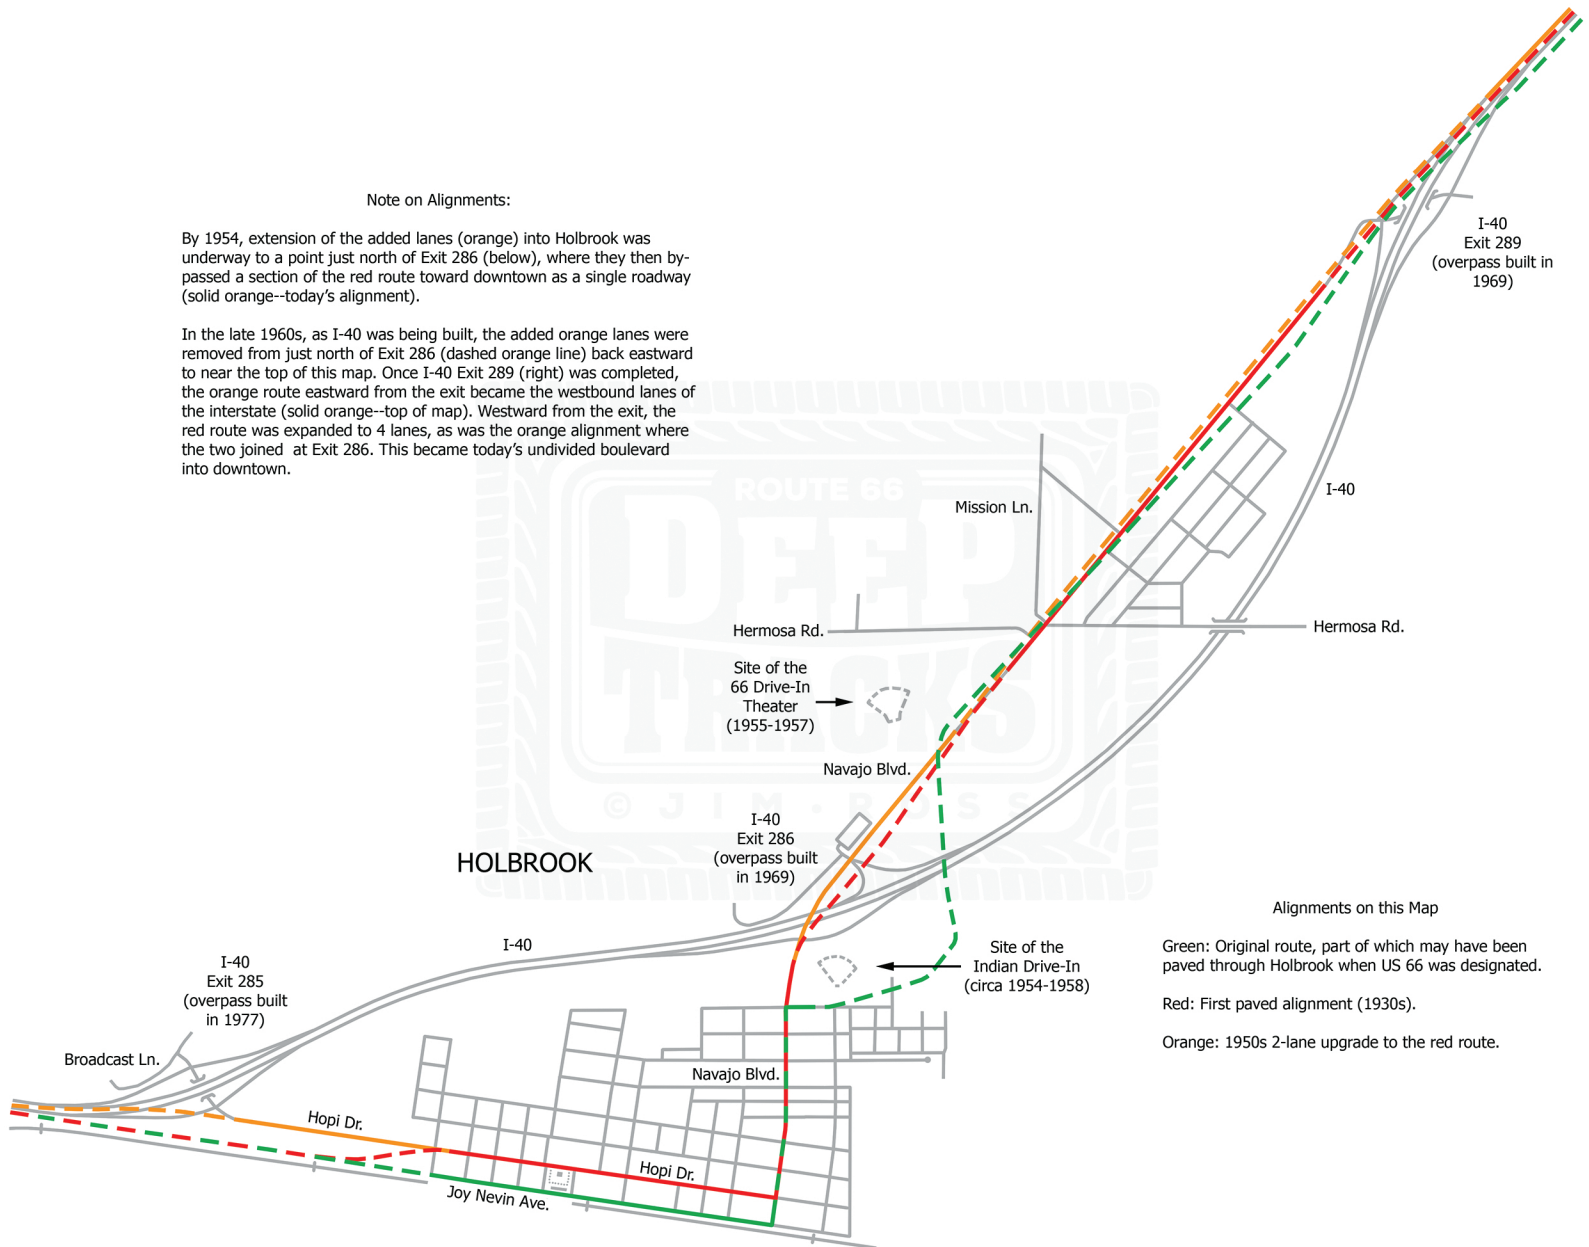 Note on Alignments:
By 1954, extension of the added lanes (orange) into Holbrook was
underway to a point just north of Exit 286 (below), where they then by-
passed a section of the red route toward downtown as a single roadway
(solid orange--today's alignment).
In the late 1960s, as I-40 was being built, the added orange lanes were
removed from just north of Exit 286 (dashed orange line) back eastward
to near the top of this map. Once I-40 Exit 289 (right) was completed,
the orange route eastward from the exit became the westbound lanes of
the interstate (solid orange--top of map). Westward from the exit, the
red route was expanded to 4 lanes, as was the orange alignment where
the two joined  at Exit 286. This became today's undivided boulevard
into downtown.
I-40
Exit 289
(overpass built in
1969)
ROUTE 66
DEEP
TRACKS
© JIM·ROSS
I-40
Mission Ln.
Hermosa Rd.
Hermosa Rd.
Site of the
66 Drive-In
Theater
(1955-1957)
Navajo Blvd.
I-40
Exit 286
(overpass built
in 1969)
HOLBROOK
I-40
Site of the
Indian Drive-In
(circa 1954-1958)
Alignments on this Map
Green: Original route, part of which may have been
paved through Holbrook when US 66 was designated.
Red: First paved alignment (1930s).
Orange: 1950s 2-lane upgrade to the red route.
I-40
Exit 285
(overpass built
in 1977)
Broadcast Ln.
Navajo Blvd.
Hopi Dr.
Hopi Dr.
Joy Nevin Ave.